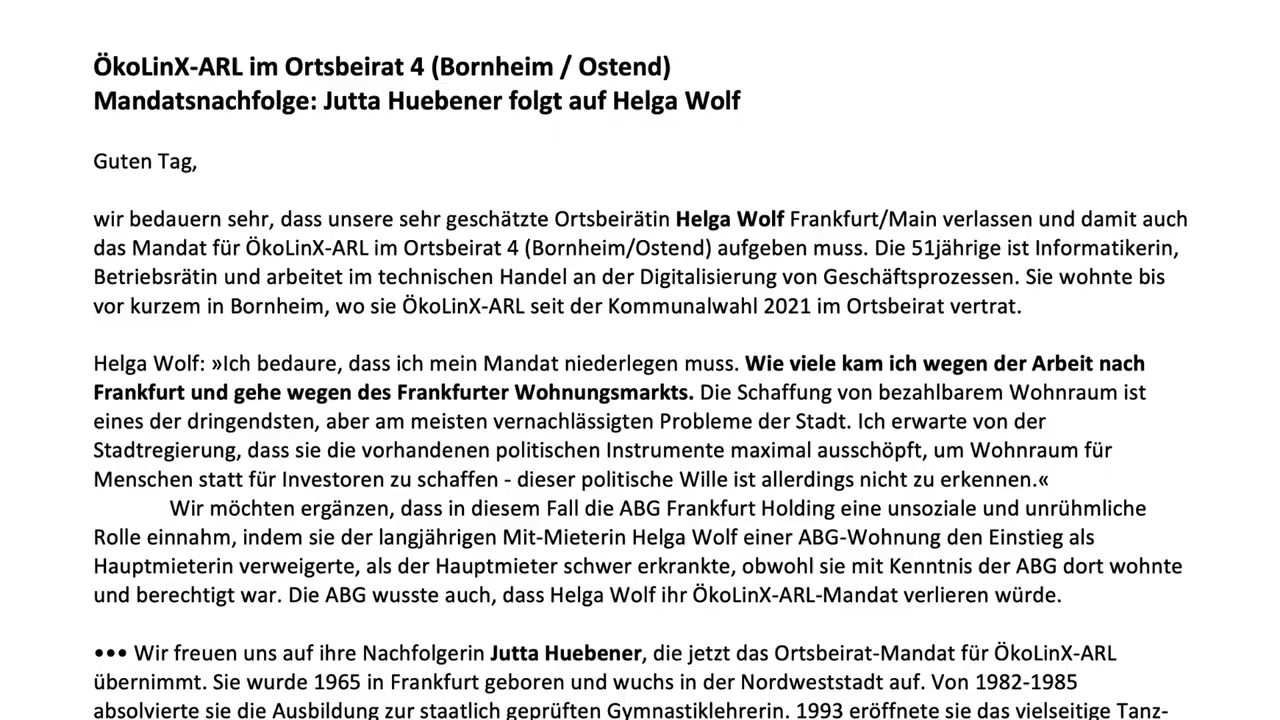 ÖkoLinX-ARL im Ortsbeirat 4 (Bornheim / Ostend)
Mandatsnachfolge: Jutta Huebener folgt auf Helga Wolf
Guten Tag,
wir bedauern sehr, dass unsere sehr geschätzte Ortsbeirätin Helga Wolf Frankfurt/Main verlassen und damit auch
das Mandat für ÖkoLinX-ARL im Ortsbeirat 4 (Bornheim/Ostend) aufgeben muss. Die 51jährige ist Informatikerin,
Betriebsrätin und arbeitet im technischen Handel an der Digitalisierung von Geschäftsprozessen. Sie wohnte bis
vor kurzem in Bornheim, wo sie ÖkoLinX-ARL seit der Kommunalwahl 2021 im Ortsbeirat vertrat.
Helga Wolf: »Ich bedaure, dass ich mein Mandat niederlegen muss. Wie viele kam ich wegen der Arbeit nach
Frankfurt und gehe wegen des Frankfurter Wohnungsmarkts. Die Schaffung von bezahlbarem Wohnraum ist
eines der dringendsten, aber am meisten vernachlässigten Probleme der Stadt. Ich erwarte von der
Stadtregierung, dass sie die vorhandenen politischen Instrumente maximal ausschöpft, um Wohnraum für
Menschen statt für Investoren zu schaffen - dieser politische Wille ist allerdings nicht zu erkennen.«
Wir möchten ergänzen, dass in diesem Fall die ABG Frankfurt Holding eine unsoziale und unrühmliche
Rolle einnahm, indem sie der langjährigen Mit-Mieterin Helga Wolf einer ABG-Wohnung den Einstieg als
Hauptmieterin verweigerte, als der Hauptmieter schwer erkrankte, obwohl sie mit Kenntnis der ABG dort wohnte
und berechtigt war. Die ABG wusste auch, dass Helga Wolf ihr ÖkoLinX-ARL-Mandat verlieren würde.
••• Wir freuen uns auf ihre Nachfolgerin Jutta Huebener, die jetzt das Ortsbeirat-Mandat für ÖkoLinX-ARL
übernimmt. Sie wurde 1965 in Frankfurt geboren und wuchs in der Nordweststadt auf. Von 1982-1985
absolvierte sie die Ausbildung zur staatlich geprüften Gymnastiklehrerin. 1993 eröffnete sie das vielseitige Tanz-